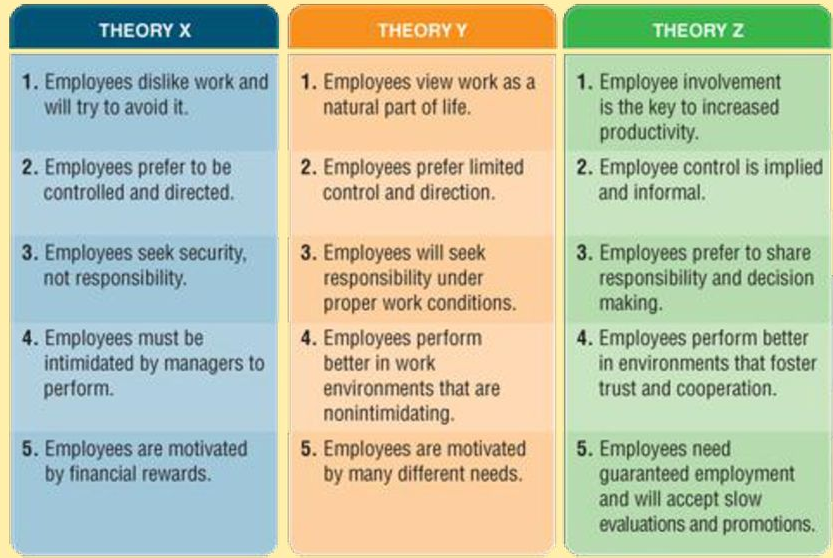 THEORY X
1. Employees dislike work and
will try to avoid it.
2. Employees prefer to be
controlled and directed.
3. Employees seek security,
not responsibility.
4. Employees must be
intimidated by managers to
perform.
5. Employees are motivated
by financial rewards.
THEORY Y
1. Employees view work as a
natural part of life.
2. Employees prefer limited
control and direction.
3. Employees will seek
responsibility under
proper work conditions.
4. Employees perform
better in work
environments that are
nonintimidating.
5. Employees are motivated
by many different needs.
THEORY Z
1. Employee involvement
is the key to increased
productivity.
2. Employee control is implied
and informal.
3. Employees prefer to share
responsibility and decision
making.
4. Employees perform better
in environments that foster
trust and cooperation.
5. Employees need
guaranteed employment
and will accept slow
evaluations and promotions.